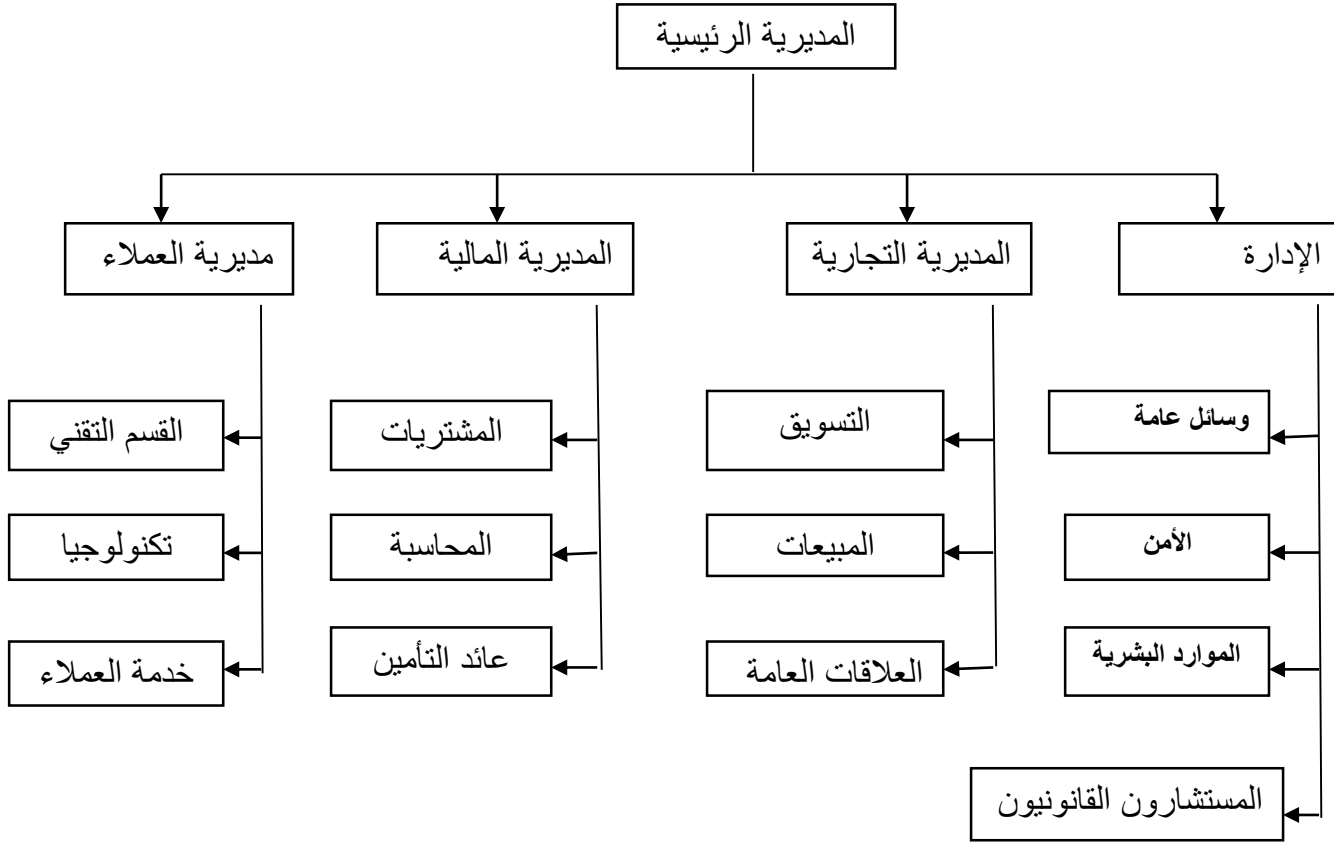 المديرية الرئيسية
الإدارة
المديرية التجارية
المديرية المالية
مديرية العملاء
وسائل عامة
التسويق
المشتريات
القسم التقني
الأمن
المبيعات
المحاسبة
تكنولوجيا
الموارد البشرية
العلاقات العامة
عائد التأمين
خدمة العملاء
المستشارون القانونيون